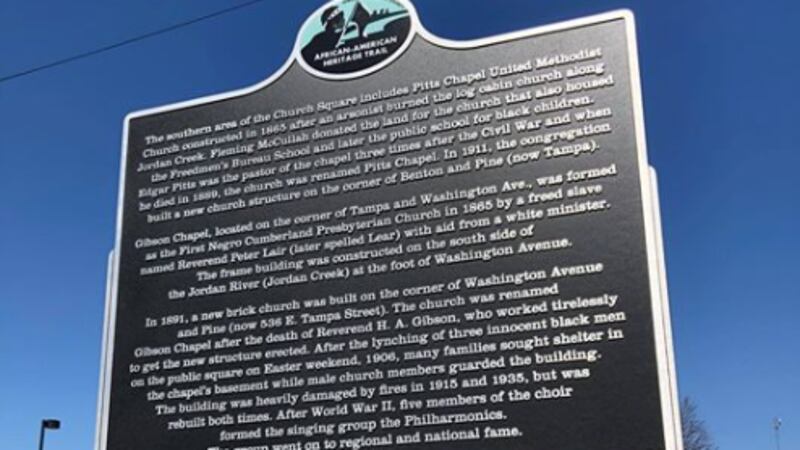 AFRICAN-AMERICAN
HERITAGE TRAIL
The southern area of the Church Square includes Pitts Chapel United Methodist
Church constructed in 1865 after an arsonist burned the log cabin church along
Jordan Creek. Fleming McCullah donated the land for the church that also housed
the Freedmen's Bureau School and later the public school for black children.
Edgar Pitts was the pastor of the chapel three times after the Civil War and when
he died in 1889, the church was renamed Pitts Chapel. In 1911, the congregation
built a new church structure on the corner of Benton and Pine (now Tampa).
Gibson Chapel, located on the corner of Tampa and Washington Ave., was formed
as the First Negro Cumberland Presbyterian Church in 1865 by a freed slave
named Reverend Peter Lair (later spelled Lear) with aid from a white minister.
The frame building was constructed on the south side of
the Jordan River (Jordan Creek) at the foot of Washington Avenue.
In 1891, a new brick church was built on the corner of Washington Avenue
and Pine (now 536 E. Tampa Street). The church was renamed
Gibson Chapel after the death of Reverend H. A. Gibson, who worked tirelessly
to get the new structure erected. After the lynching of three innocent black men
on the public square on Easter weekend, 1906, many families sought shelter in
the chapel's basement while male church members guarded the building.
The building was heavily damaged by fires in 1915 and 1935, but was
rebuilt both times. After World War II, five members of the choir
formed the singing group the Philharmonics.
The group went on to regional and national fame.